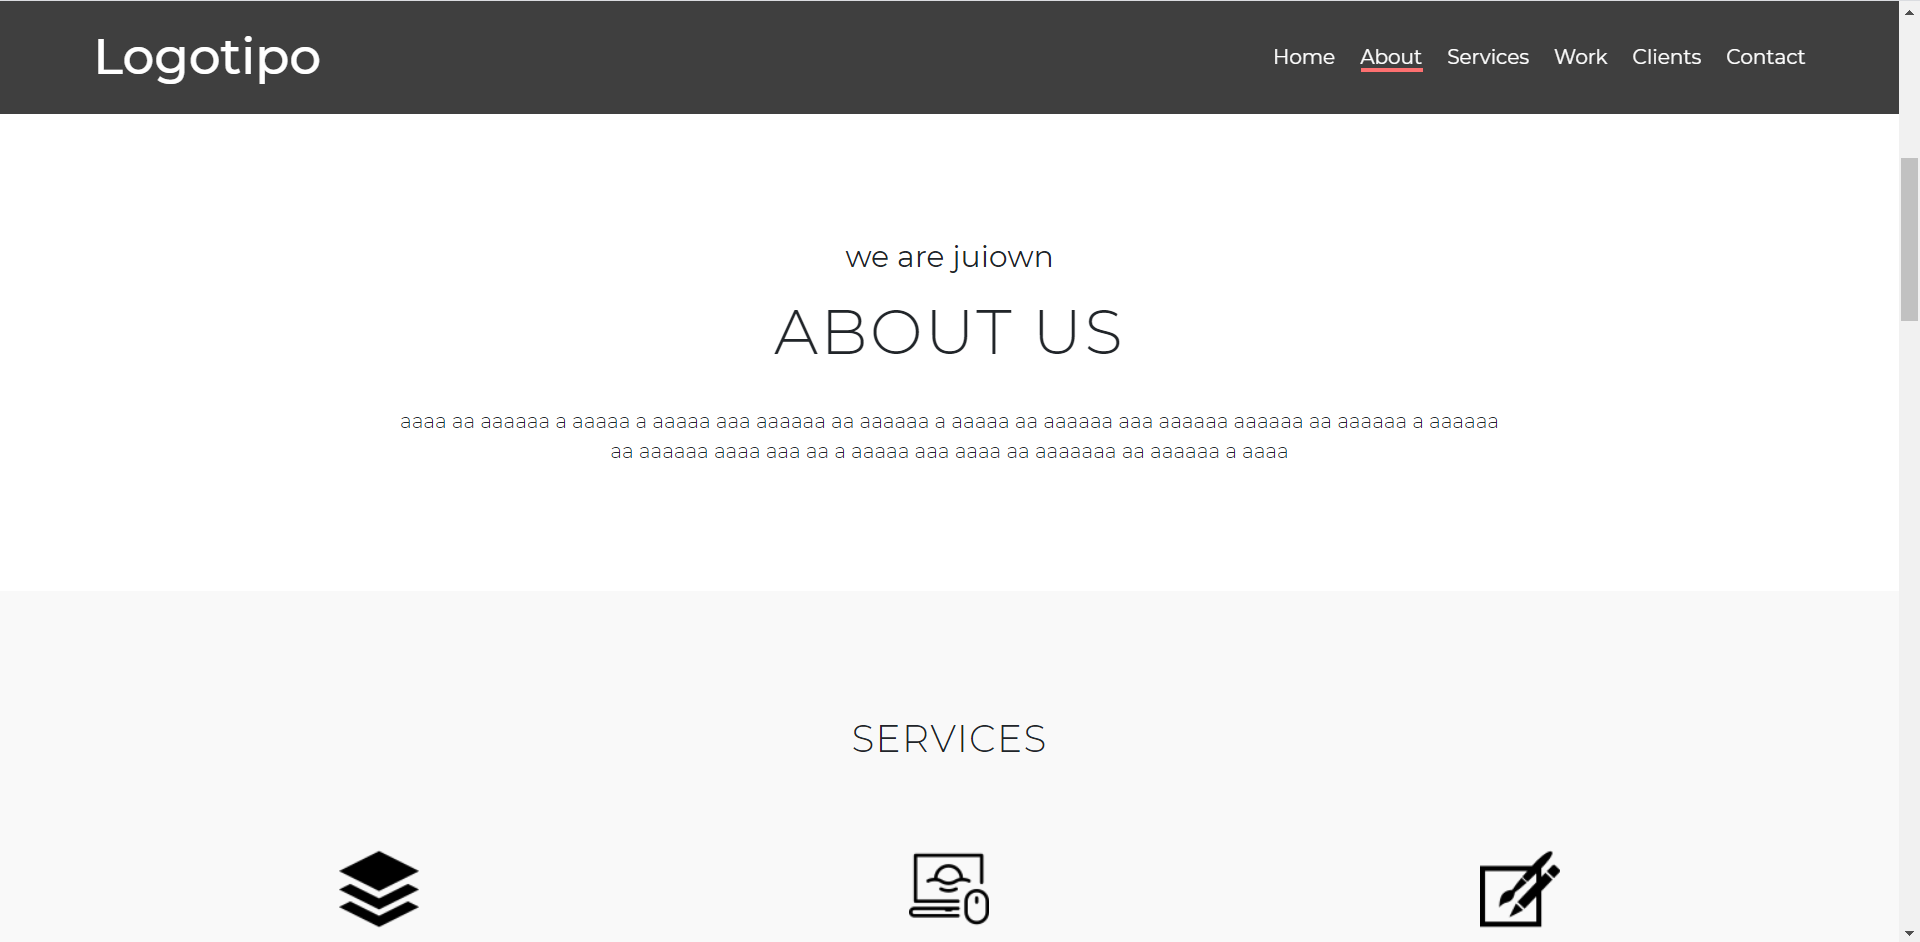 Logotipo
Home About Services Work Clients Contact
we are juiown
ABOUT US
aaaa aa aaaaaa a aaaaa a aaaaa aaa aaaaaa aa aaaaaa a aaaaa aa aaaaaa aaa aaaaaa aaaaaa aa aaaaaa a aaaaaa
aa aaaaaa aaaa aaa aa a aaaaa aaa aaaa aa aaaaaaa aa aaaaaa a aaaa
SERVICES